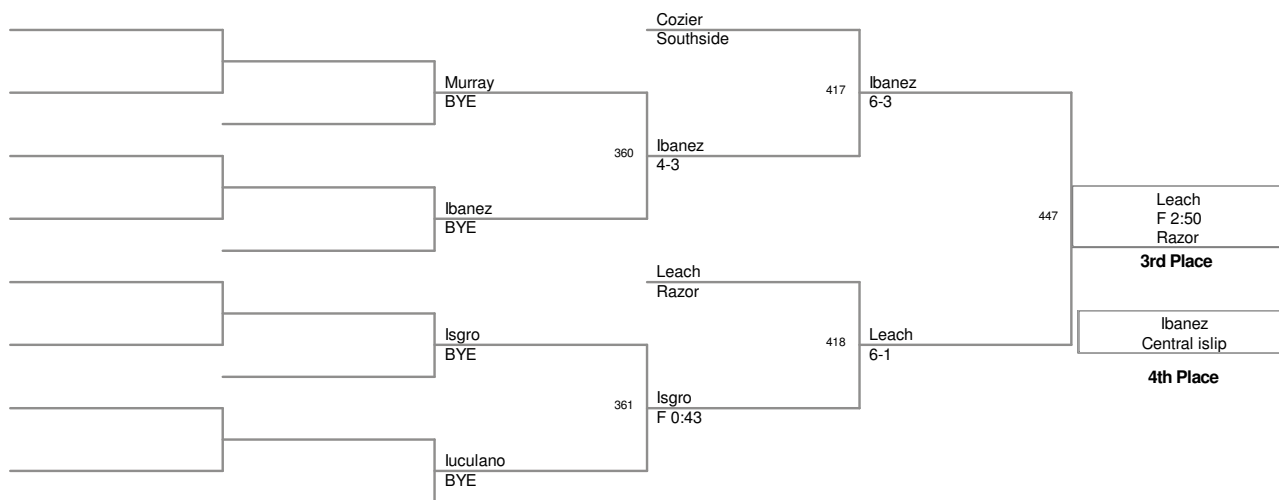 Cozier
Southside
Murray
BYE
417
Ibanez
6-3
360
Ibanez
4-3
Ibanez
BYE
447
Leach
F 2:50
Razor
3rd Place
Leach
Razor
Isgro
BYE
418
Leach
6-1
Ibanez
Central islip
4th Place
361
Isgro
F 0:43
Iuculano
BYE